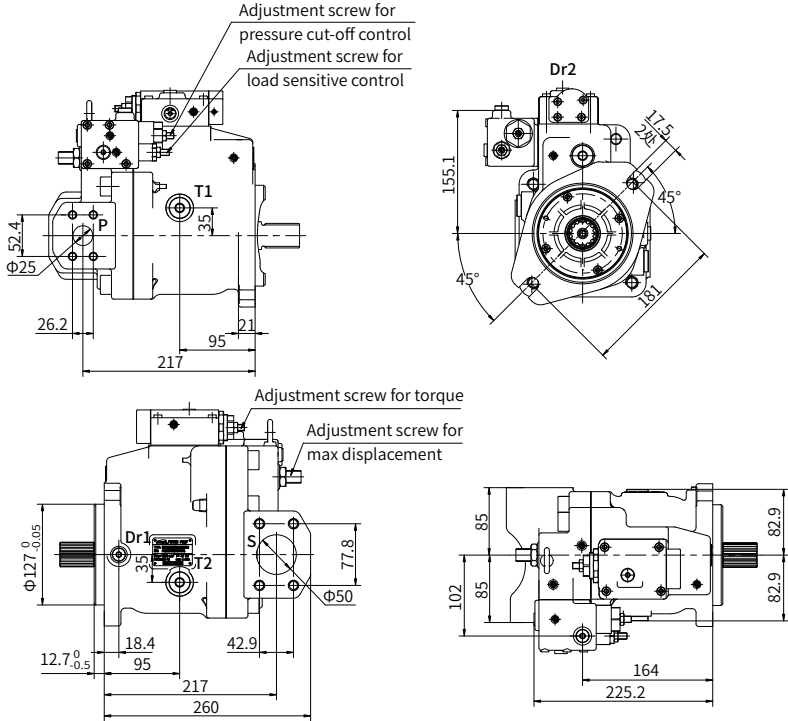 Adjustment screw for
pressure cut-off control
Adjustment screw for
load sensitive control
T1
P
35
52.4
Φ25
26.2
21
95
217
Dr2
17.5
2处
155.1
45°
45°
181
Adjustment screw for torque
Adjustment screw for
max displacement
Dr1
T2
S
35
Φ127 0 -0.05
77.8
Φ50
18.4
42.9
12.7 0 -0.5
95
217
260
85
85
102
82.9
82.9
164
225.2